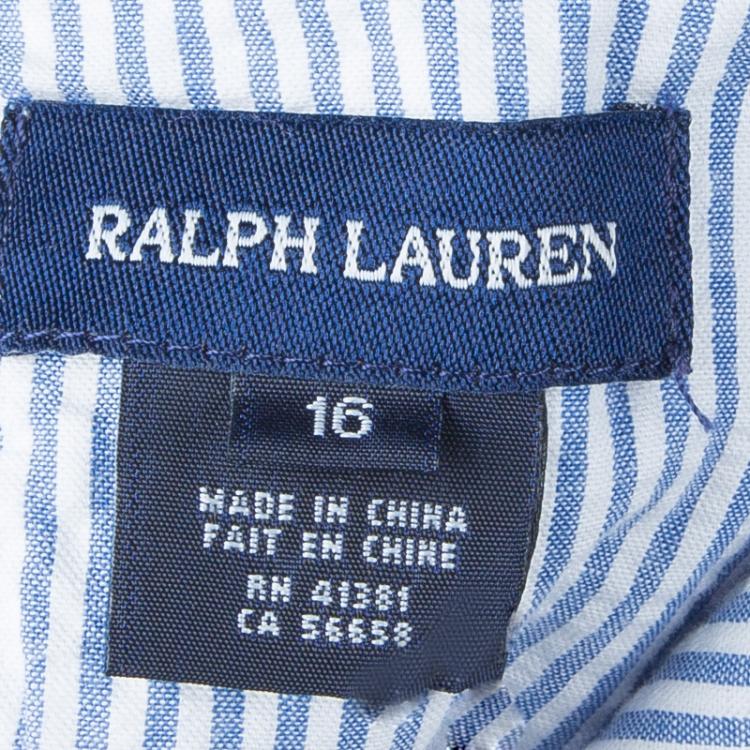 RALPH LAUREN
16
MADE IN CHINA
FAIT EN CHINE
RN 41381
CA 56658